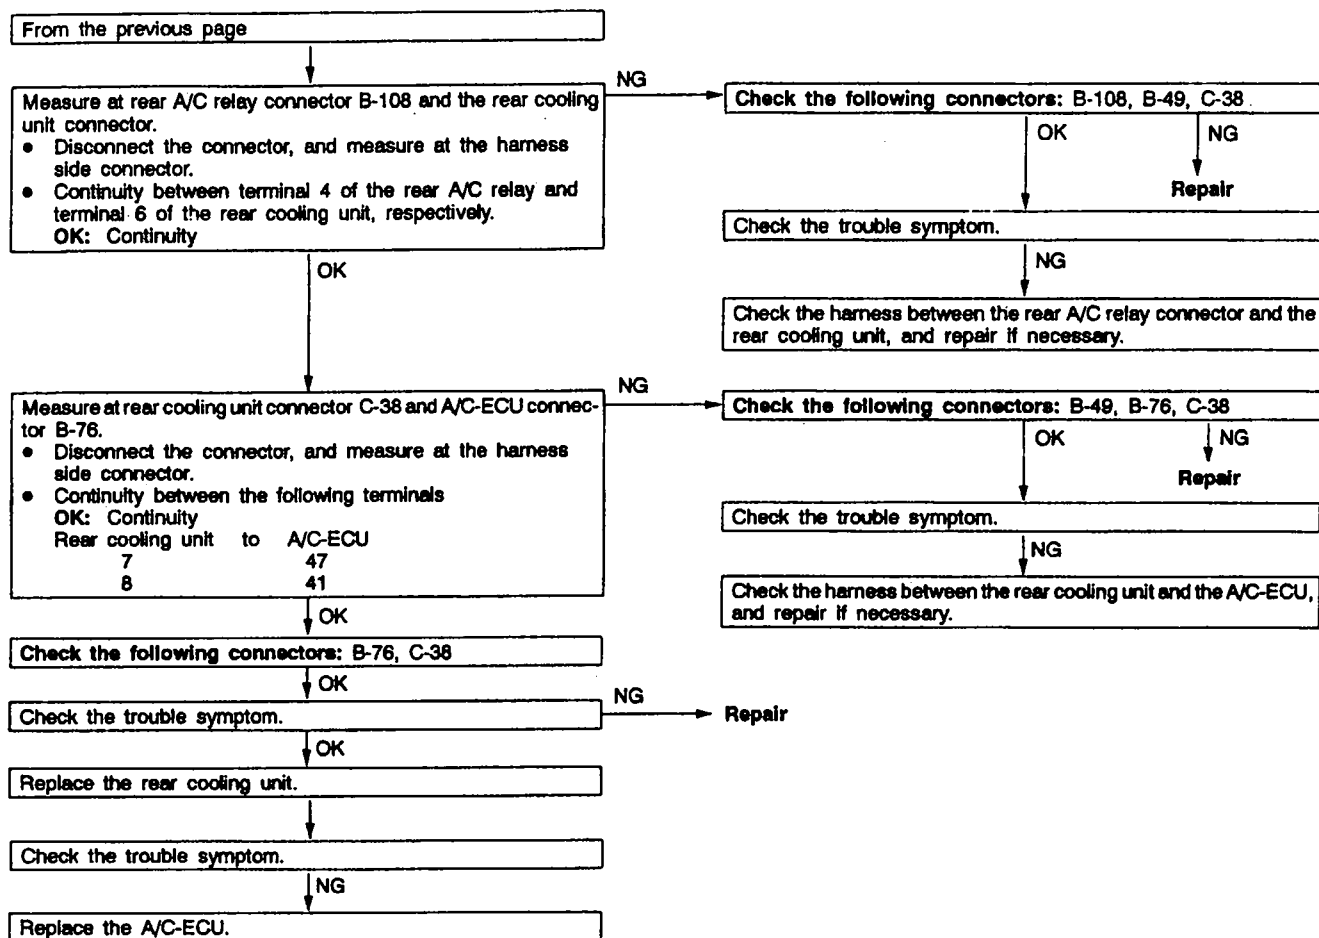 From the previous page
Measure at rear A/C relay connector B-108 and the rear cooling
unit connector.
● Disconnect the connector, and measure at the harness
side connector.
● Continuity between terminal 4 of the rear A/C relay and
terminal 6 of the rear cooling unit, respectively.
OK: Continuity
NG
Check the following connectors: B-108, B-49, C-38
OK
NG
Repair
Check the trouble symptom.
NG
Check the harness between the rear A/C relay connector and the
rear cooling unit, and repair if necessary.
OK
Measure at rear cooling unit connector C-38 and A/C-ECU connec-
tor B-76.
● Disconnect the connector, and measure at the harness
side connector.
● Continuity between the following terminals
OK: Continuity
Rear cooling unit to A/C-ECU
7 47
8 41
NG
Check the following connectors: B-49, B-76, C-38
OK
NG
Repair
Check the trouble symptom.
NG
Check the harness between the rear cooling unit and the A/C-ECU,
and repair if necessary.
OK
Check the following connectors: B-76, C-38
OK
Check the trouble symptom.
NG
Repair
OK
Replace the rear cooling unit.
Check the trouble symptom.
NG
Replace the A/C-ECU.